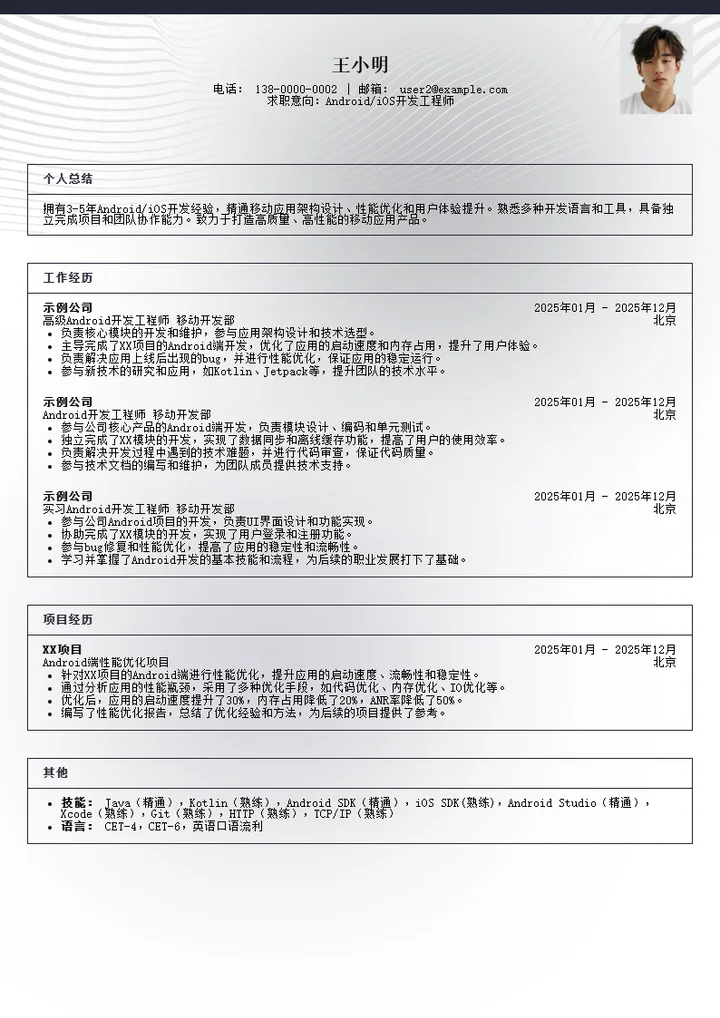 王小明
电话： 138-0000-0002 | 邮箱： user2@example.com
求职意向：Android/iOS开发工程师
个人总结
拥有3-5年Android/iOS开发经验，精通移动应用架构设计、性能优化和用户体验提升。熟悉多种开发语言和工具，具备独
立完成项目和团队协作能力。致力于打造高质量、高性能的移动应用产品。
工作经历
示例公司 2025年01月 - 2025年12月
高级Android开发工程师 移动开发部 北京
• 负责核心模块的开发和维护，参与应用架构设计和技术选型。
• 主导完成了XX项目的Android端开发，优化了应用的启动速度和内存占用，提升了用户体验。
• 负责解决应用上线后出现的bug，并进行性能优化，保证应用的稳定运行。
• 参与新技术的研究和应用，如Kotlin、Jetpack等，提升团队的技术水平。
示例公司 2025年01月 - 2025年12月
Android开发工程师 移动开发部 北京
• 参与公司核心产品的Android端开发，负责模块设计、编码和单元测试。
• 独立完成了XX模块的开发，实现了数据同步和离线缓存功能，提高了用户的使用效率。
• 负责解决开发过程中遇到的技术难题，并进行代码审查，保证代码质量。
• 参与技术文档的编写和维护，为团队成员提供技术支持。
示例公司 2025年01月 - 2025年12月
实习Android开发工程师 移动开发部 北京
• 参与公司Android项目的开发，负责UI界面设计和功能实现。
• 协助完成了XX模块的开发，实现了用户登录和注册功能。
• 参与bug修复和性能优化，提高了应用的稳定性和流畅性。
• 学习并掌握了Android开发的基本技能和流程，为后续的职业发展打下了基础。
项目经历
XX项目 2025年01月 - 2025年12月
Android端性能优化项目 北京
• 针对XX项目的Android端进行性能优化，提升应用的启动速度、流畅性和稳定性。
• 通过分析应用的性能瓶颈，采用了多种优化手段，如代码优化、内存优化、IO优化等。
• 优化后，应用的启动速度提升了30%，内存占用降低了20%，ANR率降低了50%。
• 编写了性能优化报告，总结了优化经验和方法，为后续的项目提供了参考。
其他
• 技能： Java（精通），Kotlin（熟练），Android SDK（精通），iOS SDK(熟练)，Android Studio（精通），
Xcode（熟练），Git（熟练），HTTP（熟练），TCP/IP（熟练）
• 语言： CET-4，CET-6，英语口语流利